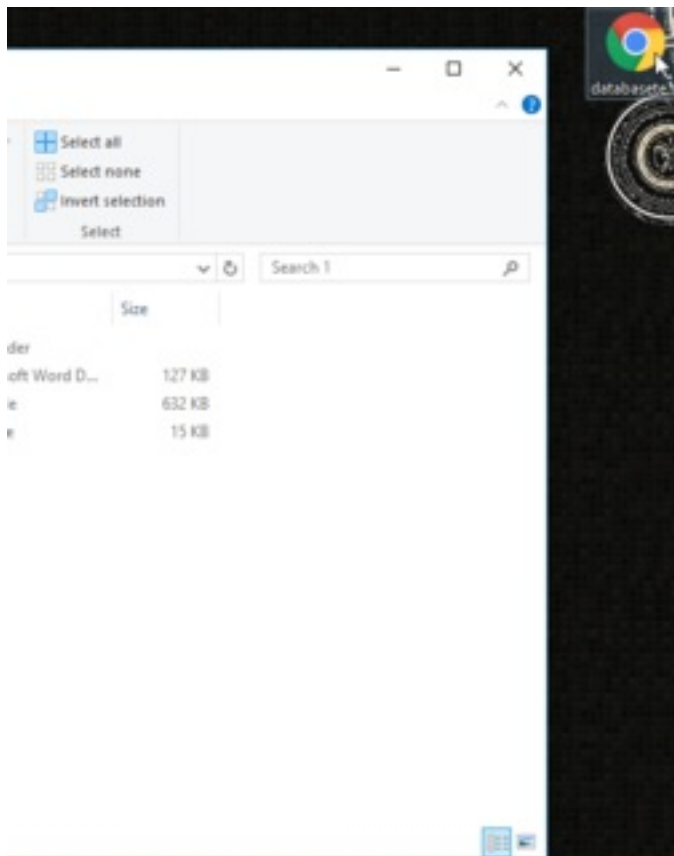 Select all
Select none
Invert selection
Select
Search 1
Size
der
oft Word D...
127 KB
e
632 KB
e
15 KB